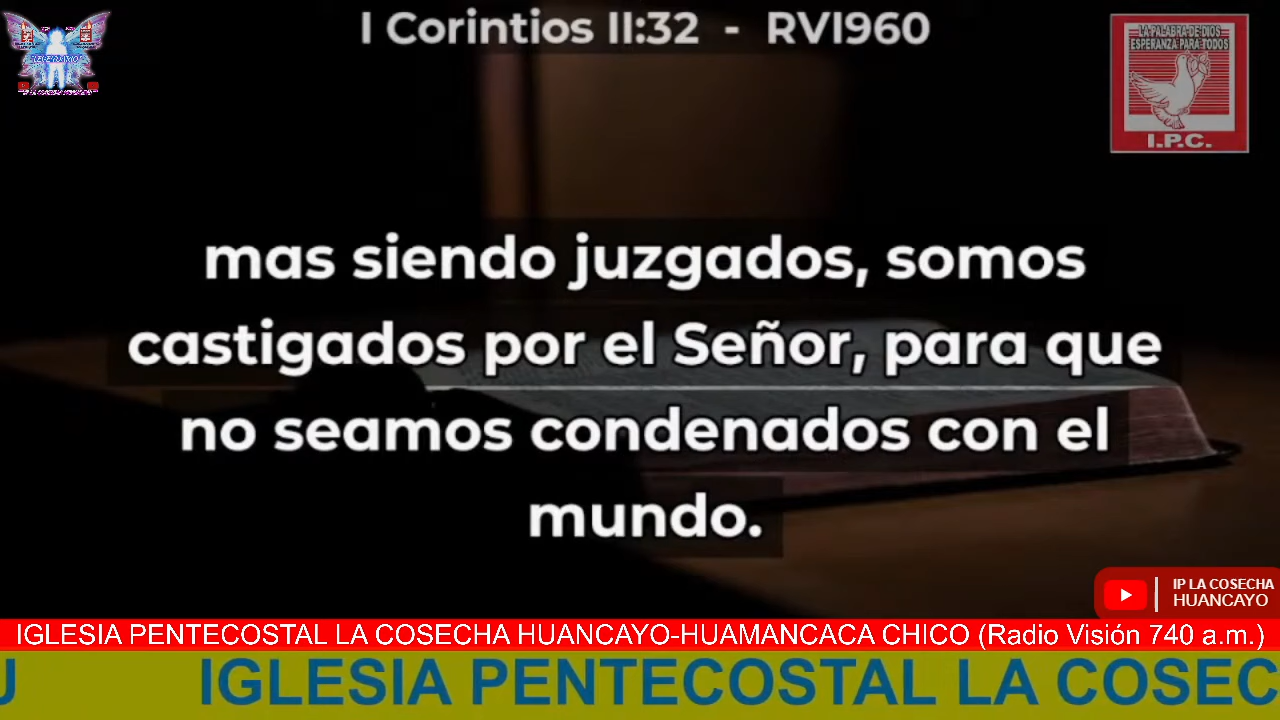 I Corintios II:32 - RVI960
LA PALABRA DE DIOS
ESPERANZA PARA TODOS
I.P.C.
mas siendo juzgados, somos
castigados por el Señor, para que
no seamos condenados con el
mundo.
IP LA COSECHA
HUANCAYO
IGLESIA PENTECOSTAL LA COSECHA HUANCAYO-HUAMANCACA CHICO (Radio Visión 740 a.m.)
U IGLESIA PENTECOSTAL LA COSEC